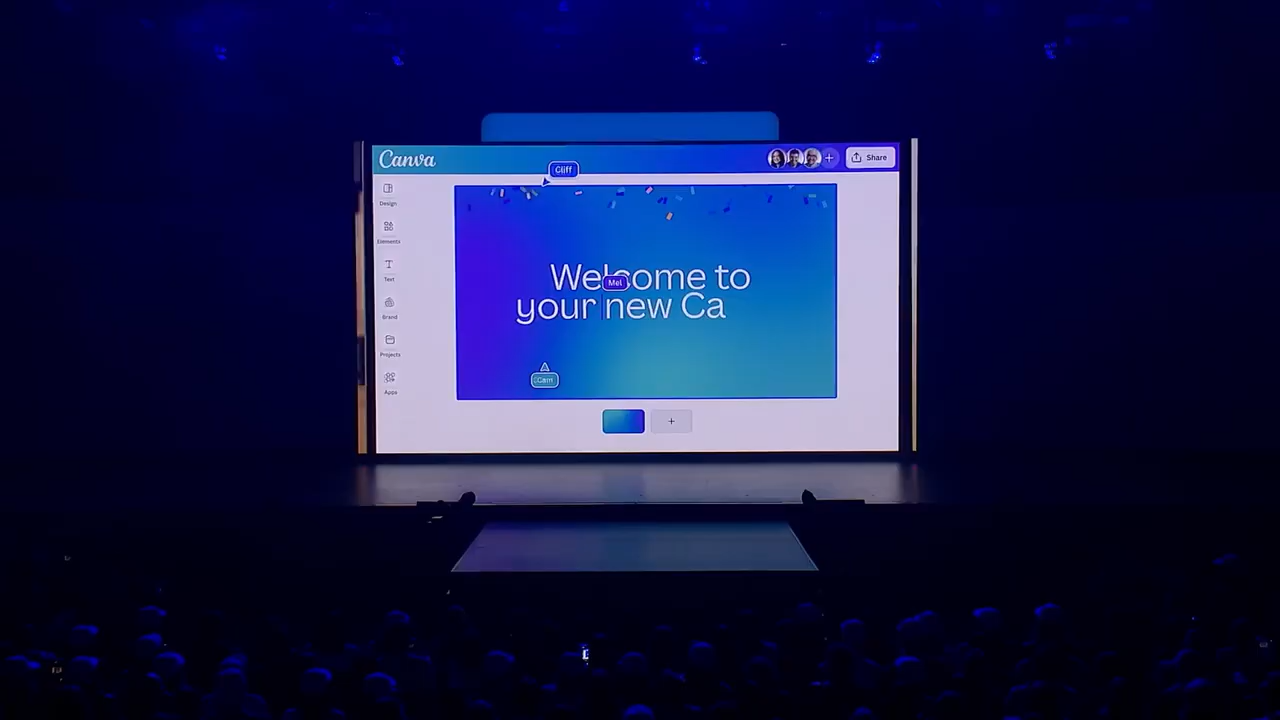 Canva
Share
Cliff
Design
Elements
Text
Brand
Projects
Apps
Welcome to
Mel
your new Ca
Cam